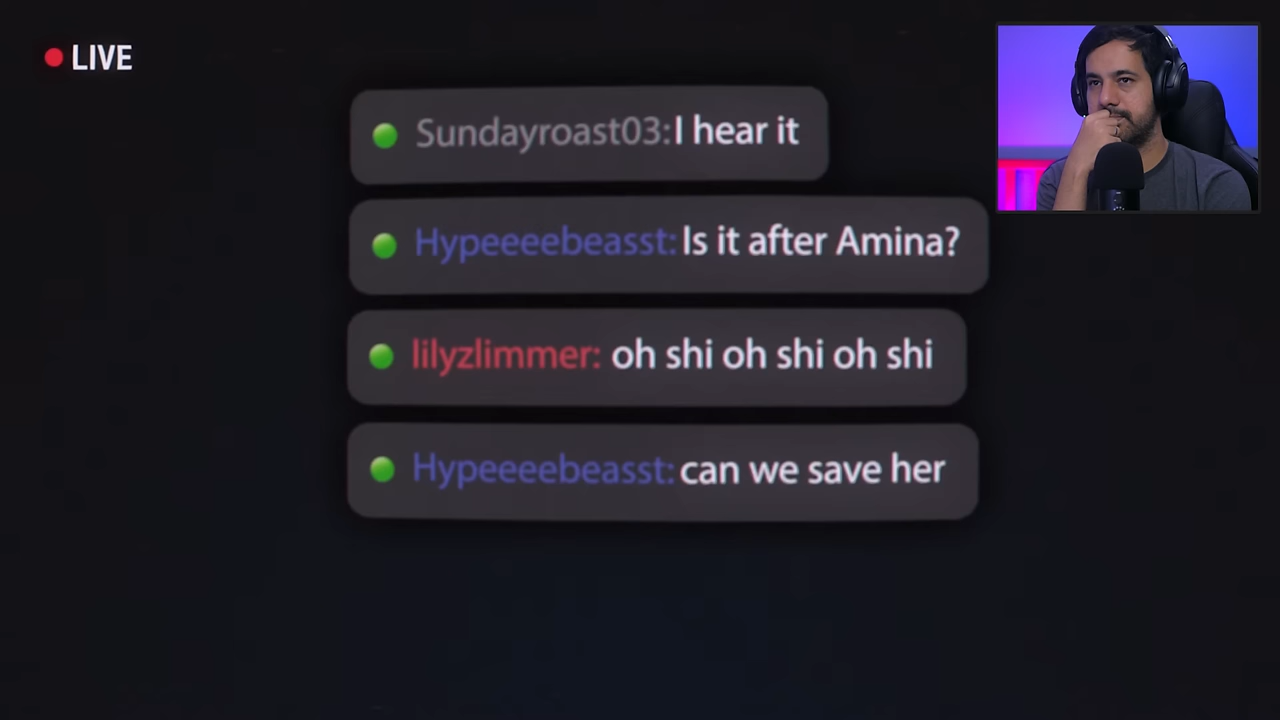 LIVE
Sundayroast03: I hear it
Hypeeeebeasst: Is it after Amina?
lilyzlimmer: oh shi oh shi oh shi
Hypeeeebeasst: can we save her